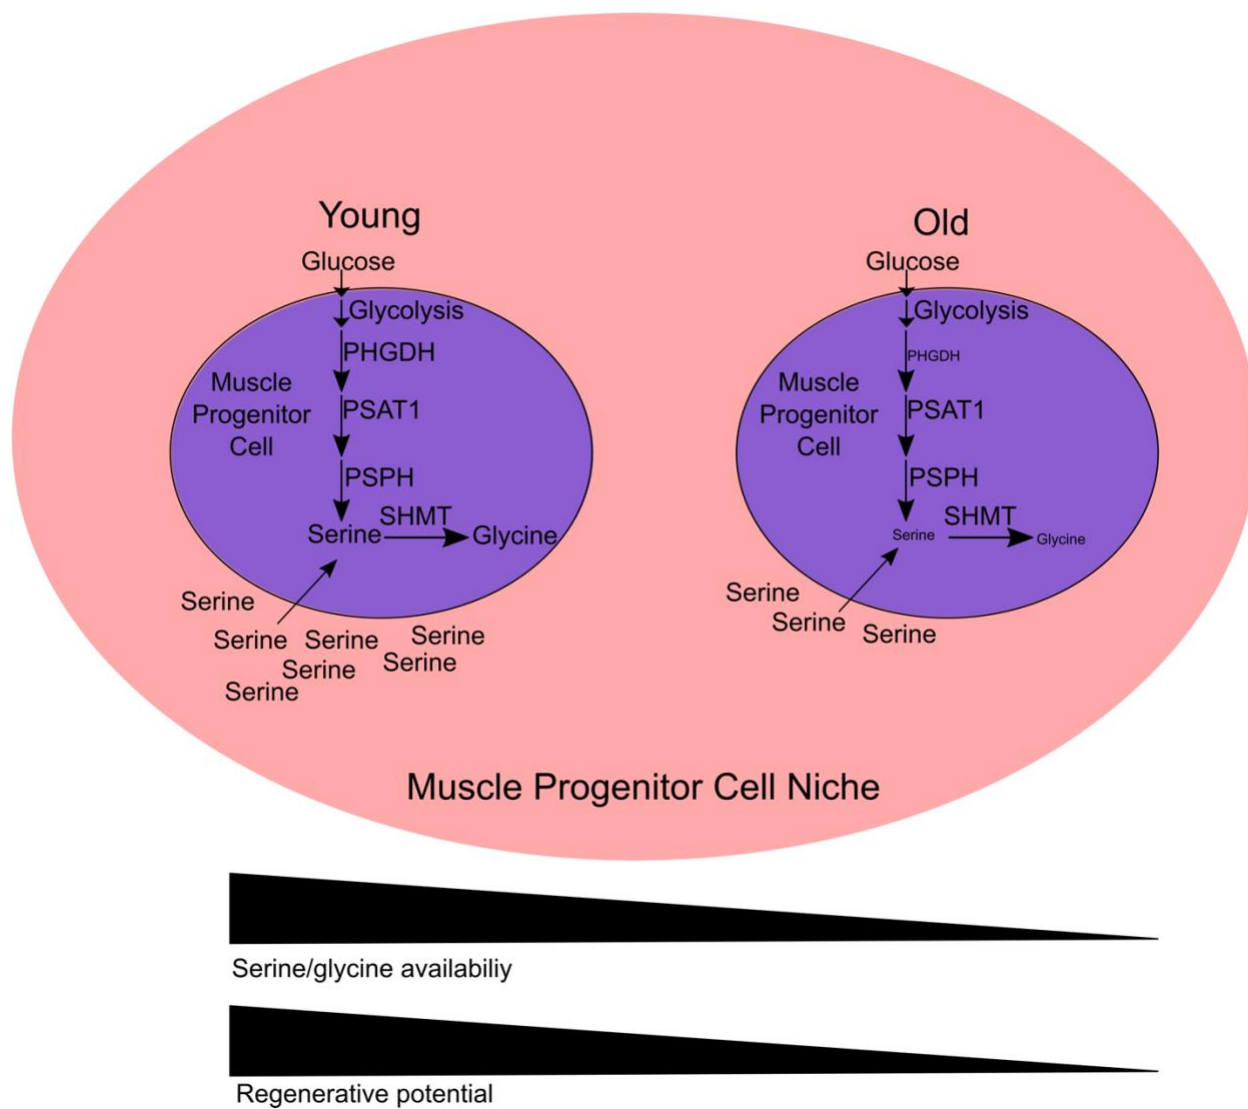 Young
Glucose
Glycolysis
PHGDH
Muscle
Progenitor
Cell
PSAT1
PSPH
SHMT
Serine
Glycine
Serine
Serine
Serine
Serine
Serine
Serine
Serine
Old
Glucose
Glycolysis
PHGDH
Muscle
Progenitor
Cell
PSAT1
PSPH
SHMT
Serine
Glycine
Serine
Serine
Serine
Muscle Progenitor Cell Niche
Serine/glycine availabiliy
Regenerative potential